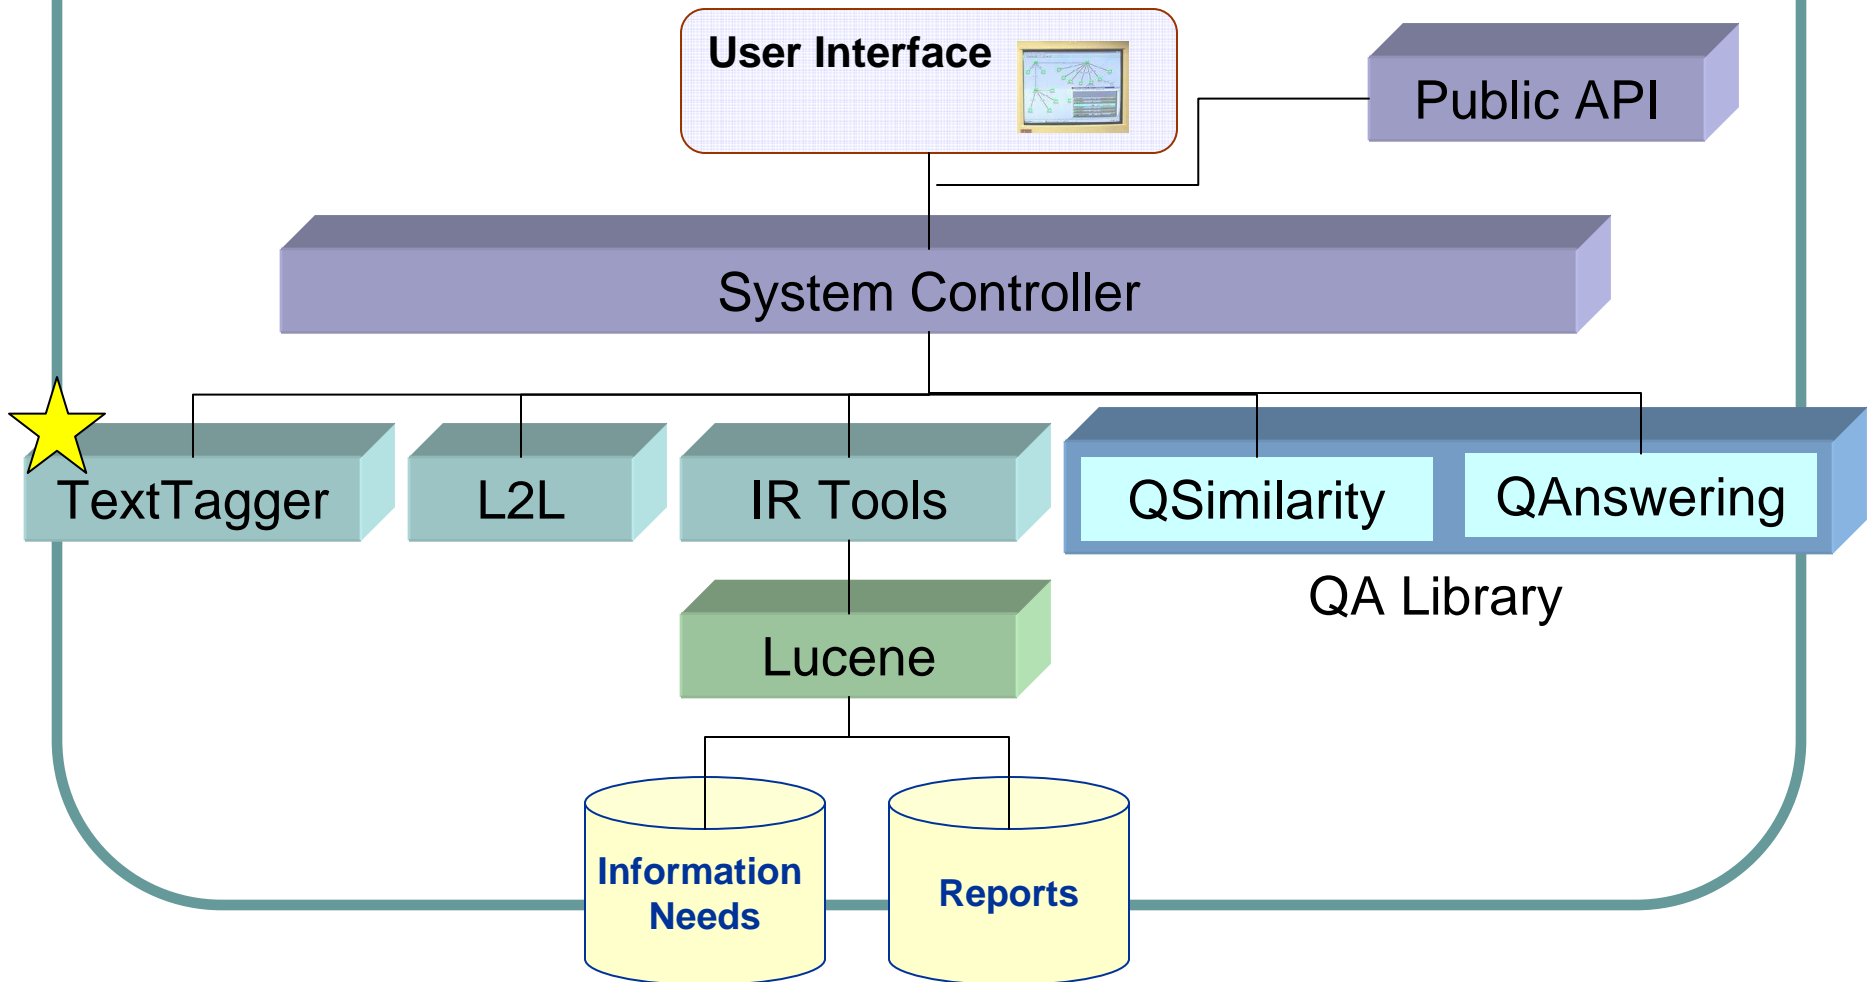 User Interface
Public API
System Controller
TextTagger
L2L
IR Tools
QSimilarity
QAnswering
QA Library
Lucene
Information
Needs
Reports